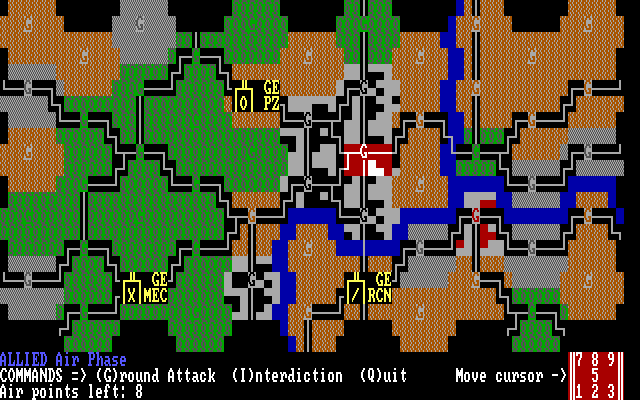 G G G G G G
G G G G
G G GE G G G
O PZ G G G
G G G G G G
G G G
G G G G
G G G G G
G GE G GE G
X MEC / RCN
G G G
ALLIED Air Phase
COMMANDS => (G)round Attack (I)nterdiction (Q)uit Move cursor -> 7 8 9
5
Air points left: 8 1 2 3